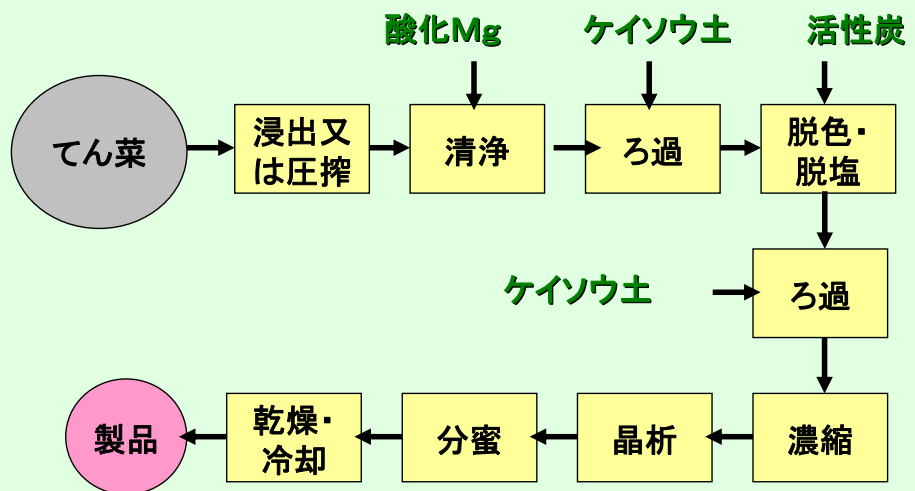 酸化Mg
ケイソウ土
活性炭
てん菜
浸出又
は圧搾
清浄
ろ過
脱色・
脱塩
ケイソウ土
ろ過
製品
乾燥・
冷却
分蜜
晶析
濃縮